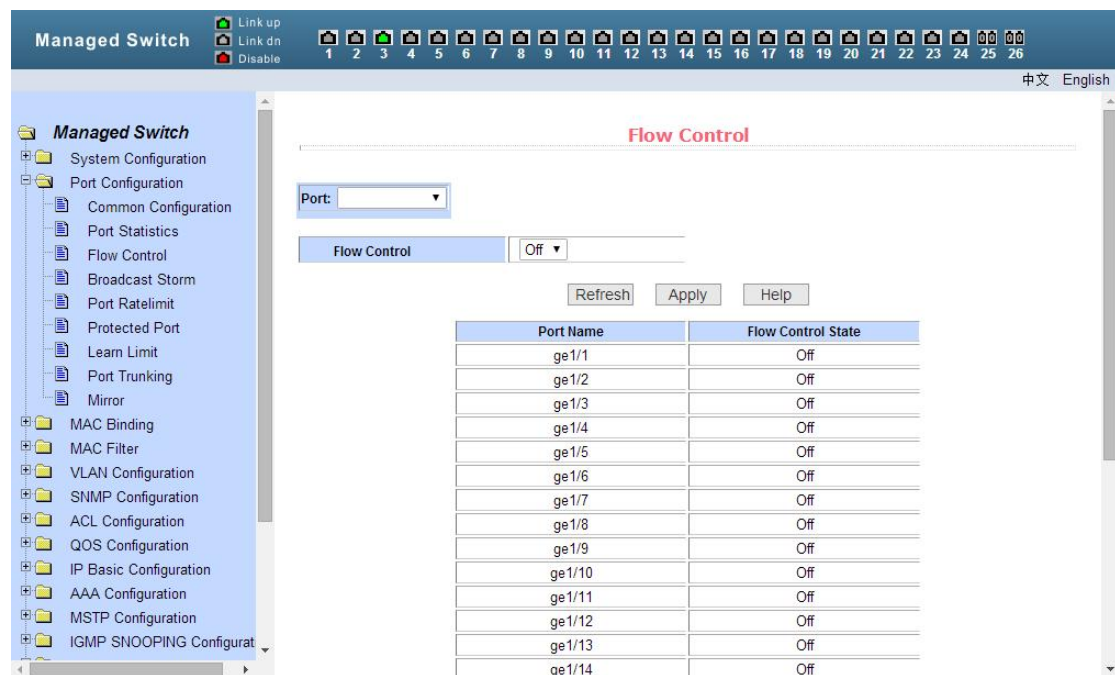 Link up
Managed Switch
Link dn
Disable
1 2 3 4 5 6 7 8 9 10 11 12 13 14 15 16 17 18 19 20 21 22 23 24 25 26
中文 English
Managed Switch
System Configuration
Port Configuration
Common Configuration
Port Statistics
Flow Control
Broadcast Storm
Port Ratelimit
Protected Port
Learn Limit
Port Trunking
Mirror
MAC Binding
MAC Filter
VLAN Configuration
SNMP Configuration
ACL Configuration
QOS Configuration
IP Basic Configuration
AAA Configuration
MSTP Configuration
IGMP SNOOPING Configurat
Flow Control
Port:
Flow Control Off
Refresh Apply Help
Port Name Flow Control State
ge1/1 Off
ge1/2 Off
ge1/3 Off
ge1/4 Off
ge1/5 Off
ge1/6 Off
ge1/7 Off
ge1/8 Off
ge1/9 Off
ge1/10 Off
ge1/11 Off
ge1/12 Off
ge1/13 Off
ge1/14 Off